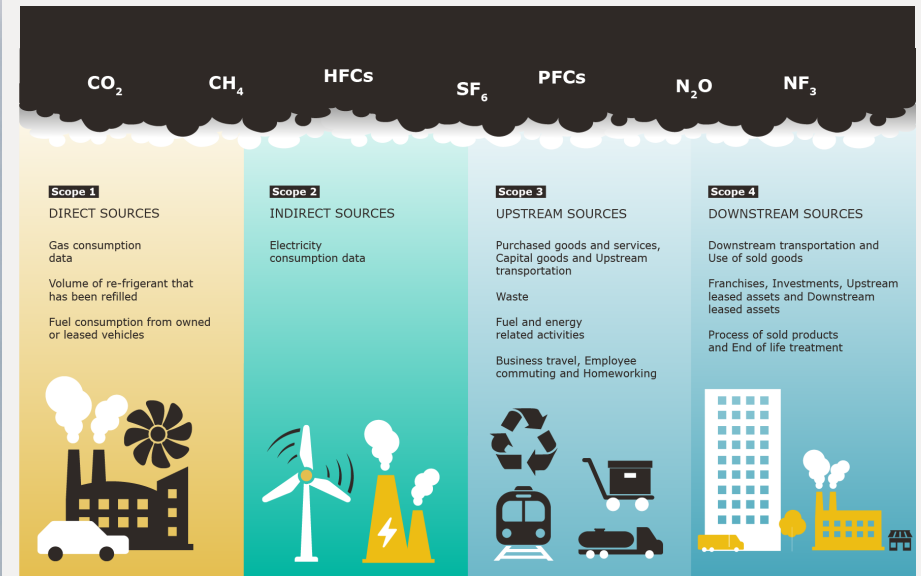 CO2
CH4
HFCs
SF6
PFCs
N2O
NF3
Scope 1
DIRECT SOURCES
Gas consumption
data
Volume of re-frigerant that
has been refilled
Fuel consumption from owned
or leased vehicles
Scope 2
INDIRECT SOURCES
Electricity
consumption data
Scope 3
UPSTREAM SOURCES
Purchased goods and services,
Capital goods and Upstream
transportation
Waste
Fuel and energy
related activities
Business travel, Employee
commuting and Homeworking
Scope 4
DOWNSTREAM SOURCES
Downstream transportation and
Use of sold goods
Franchises, Investments, Upstream
leased assets and Downstream
leased assets
Process of sold products
and End of life treatment